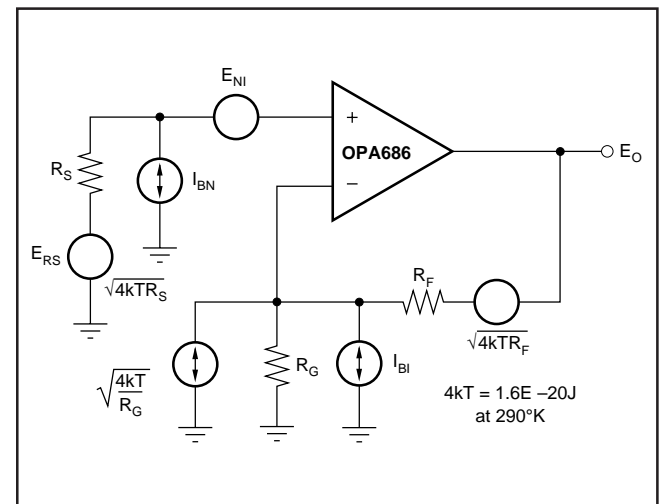 E_NI
+
OPA686
−
E_O
R_S
I_BN
E_RS
√4kTR_S
R_F
√4kTR_F
√4kT/R_G
R_G
I_BI
4kT = 1.6E –20J
at 290°K